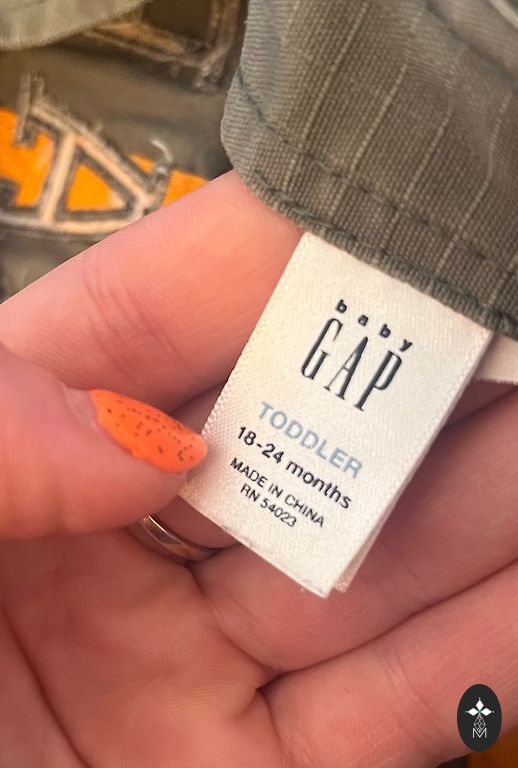 baby
GAP
TODDLER
18-24 months
MADE IN CHINA
RN 54023